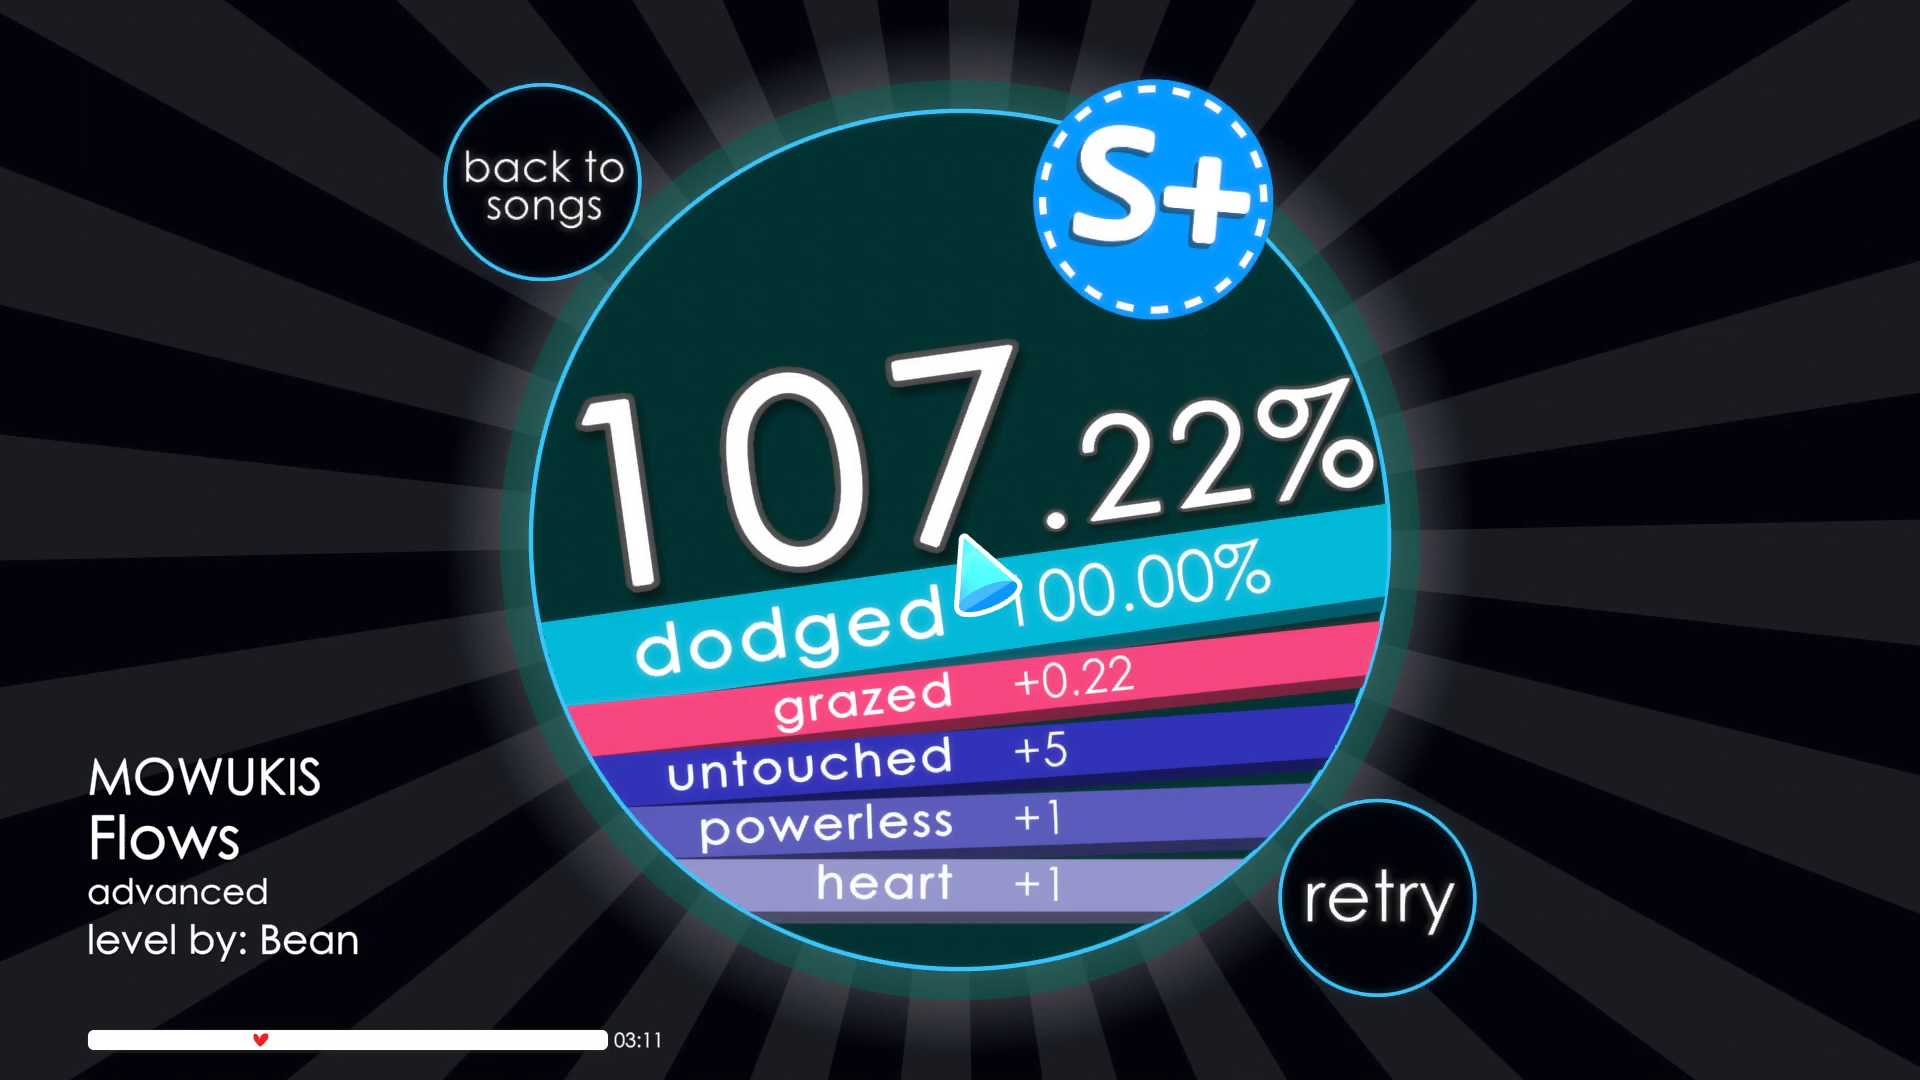 back to
songs
S+
107.22%
dodged 100.00%
grazed +0.22
untouched +5
powerless +1
heart +1
MOWUKIS
Flows
advanced
level by: Bean
retry
03:11